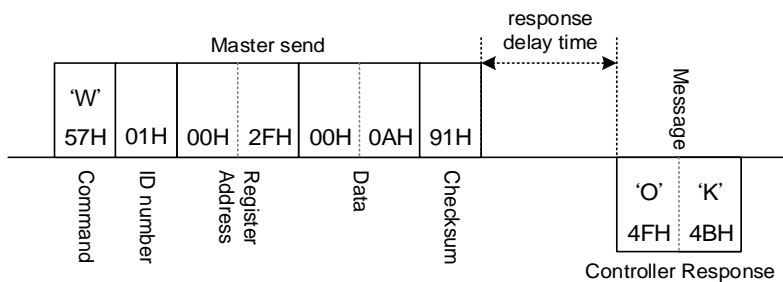 response
delay time
Master send
‘W’
57H 01H 00H 2FH 00H 0AH 91H
Command
ID number
Register
Address
Data
Checksum
Message
‘O’ ‘K’
4FH 4BH
Controller Response